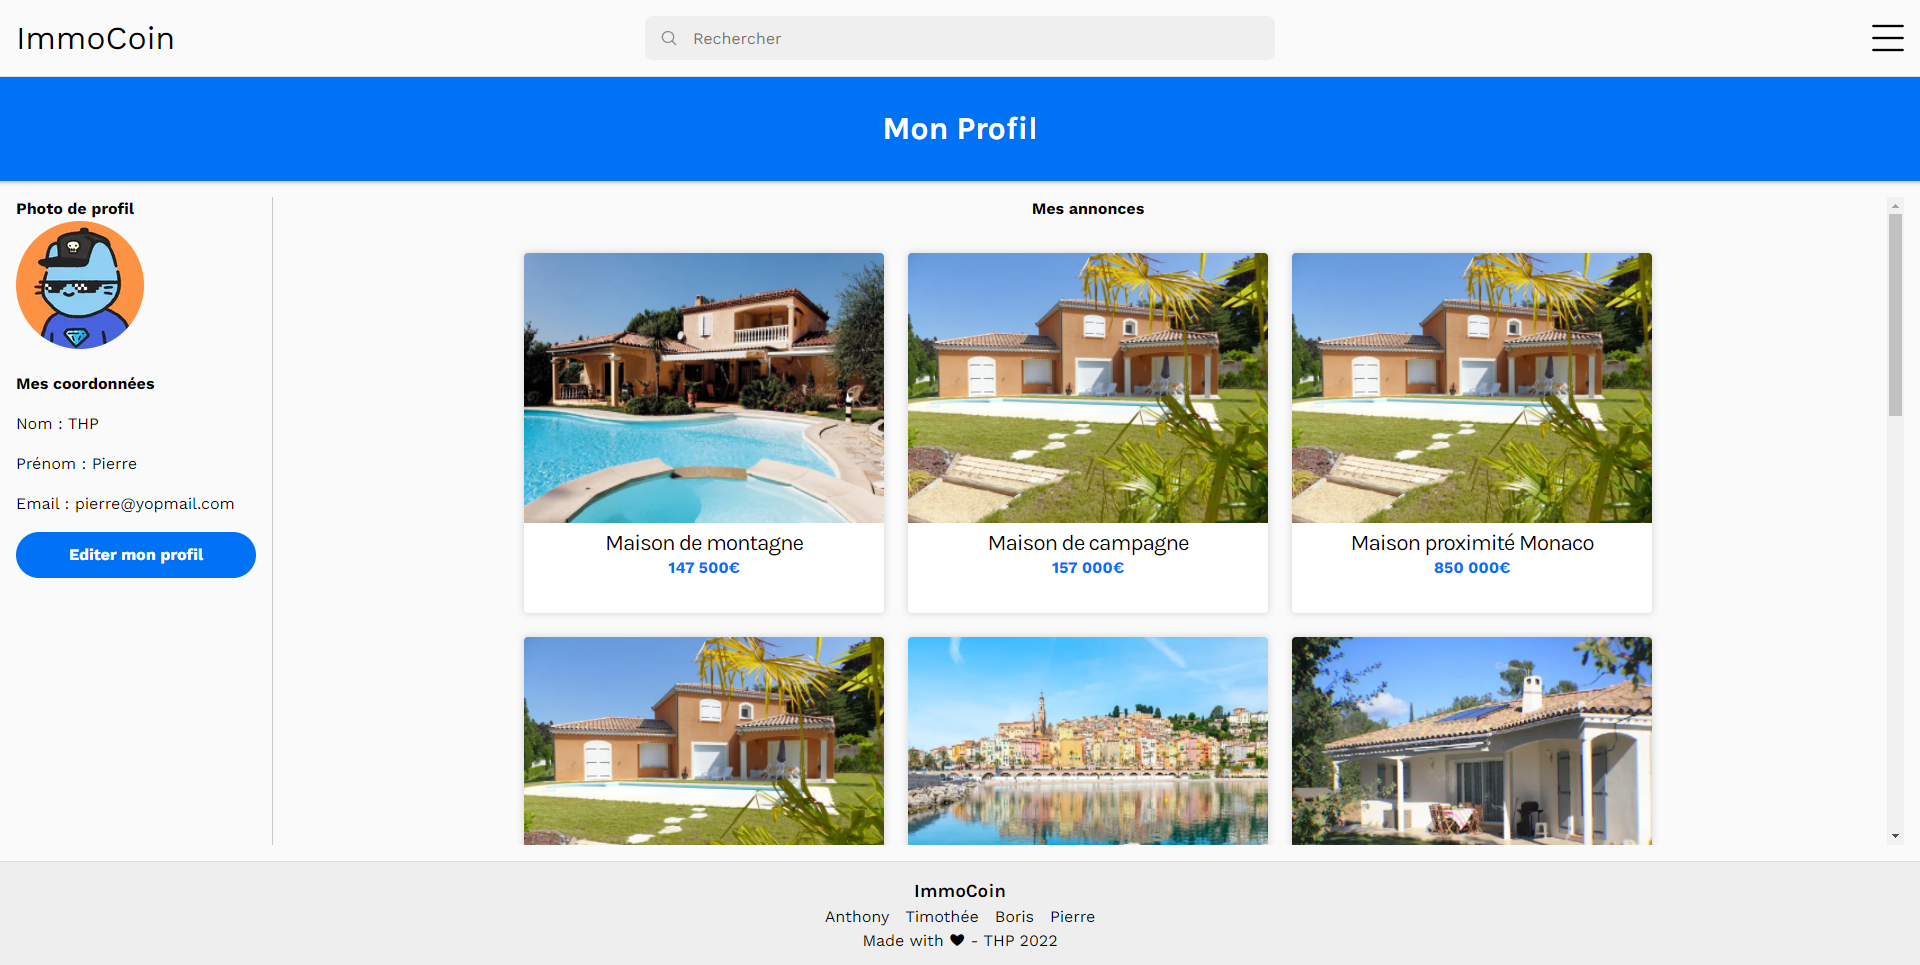 ImmoCoin
Rechercher
Mon Profil
Photo de profil
Mes coordonnées
Nom : THP
Prénom : Pierre
Email : pierre@yopmail.com
Editer mon profil
Mes annonces
Maison de montagne
147 500€
Maison de campagne
157 000€
Maison proximité Monaco
850 000€
ImmoCoin
Anthony Timothée Boris Pierre
Made with ♥ - THP 2022